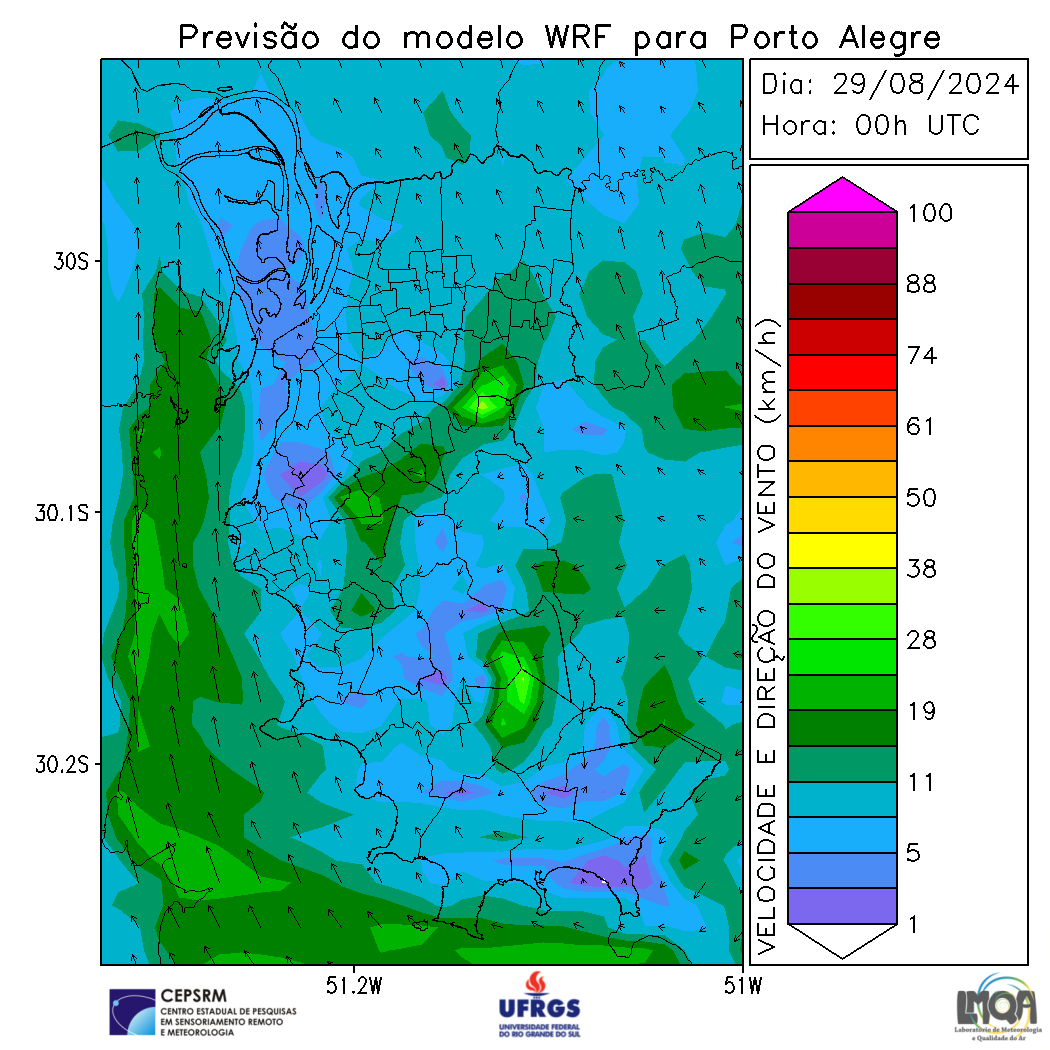 Previsão do modelo WRF para Porto Alegre
Dia: 29/08/2024
Hora: 00h UTC
30S
30.1S
30.2S
51.2W
51W
VELOCIDADE E DIREÇÃO DO VENTO (km/h)
100
88
74
61
50
38
28
19
11
5
1
CEPSRM
CENTRO ESTADUAL DE PESQUISAS
EM SENSORIAMENTO REMOTO
E METEOROLOGIA
UFRGS
UNIVERSIDADE FEDERAL
DO RIO GRANDE DO SUL
LMQA
Laboratório de Meteorologia
e Qualidade do Ar